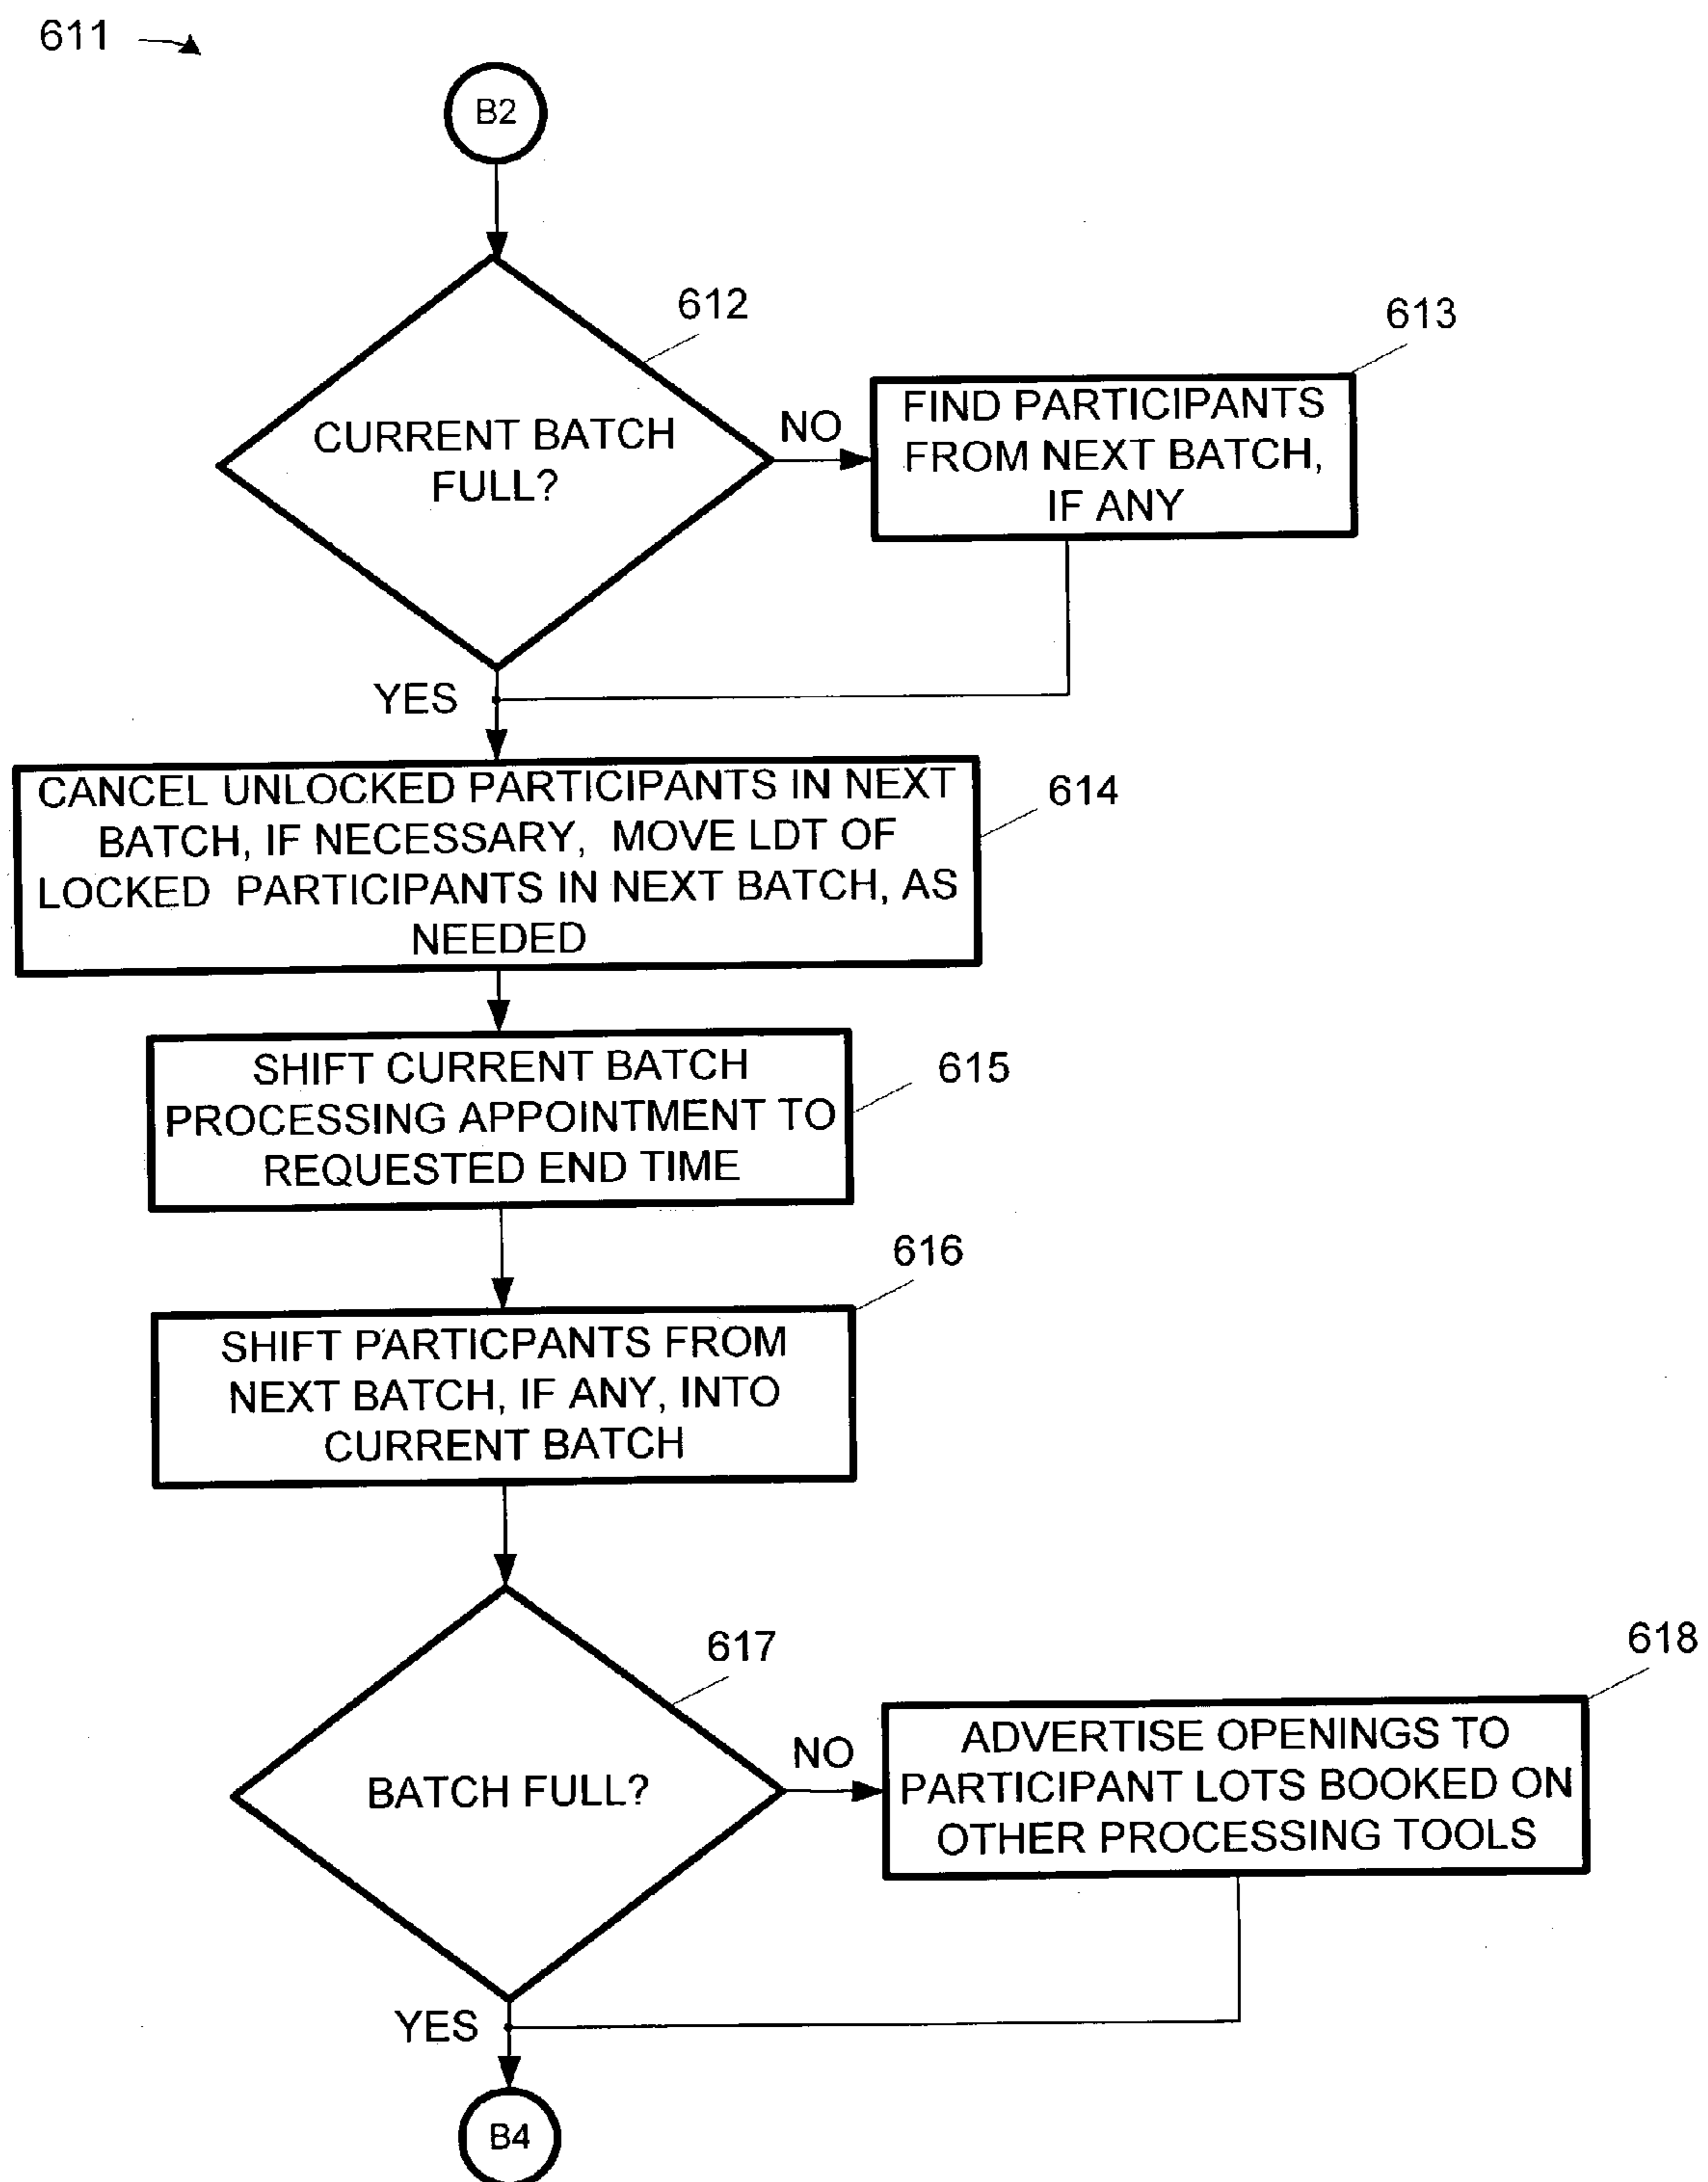 611
B2
612
613
CURRENT BATCH
FULL?
NO
FIND PARTICIPANTS
FROM NEXT BATCH,
IF ANY
YES
614
CANCEL UNLOCKED PARTICIPANTS IN NEXT
BATCH, IF NECESSARY, MOVE LDT OF
LOCKED PARTICIPANTS IN NEXT BATCH, AS
NEEDED
615
SHIFT CURRENT BATCH
PROCESSING APPOINTMENT TO
REQUESTED END TIME
616
SHIFT PARTICPANTS FROM
NEXT BATCH, IF ANY, INTO
CURRENT BATCH
617
618
BATCH FULL?
NO
ADVERTISE OPENINGS TO
PARTICIPANT LOTS BOOKED ON
OTHER PROCESSING TOOLS
YES
B4